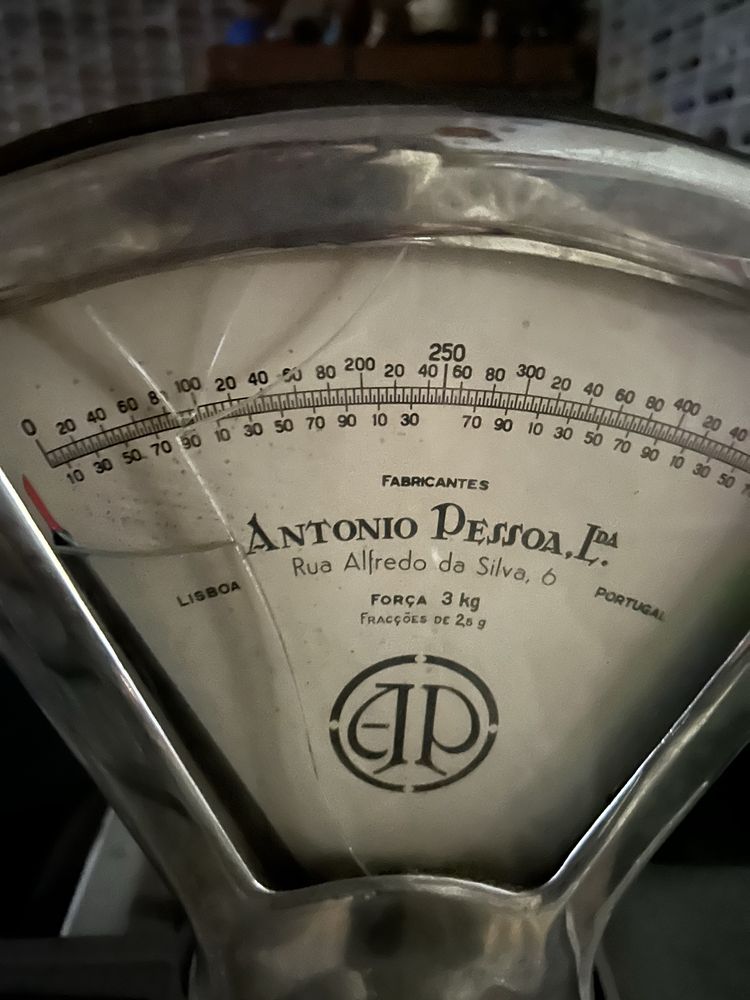 250
0 20 40 60 80 100 20 40 60 80 200 20 40 60 80 300 20 40 60 80 400 20 40
10 30 50 70 90 10 30 50 70 90 10 30 70 90 10 30 50 70 90 10 30 50
FABRICANTES
ANTONIO PESSOA, L.DA
Rua Alfredo da Silva, 6
LISBOA
PORTUGAL
FORÇA 3 kg
FRACÇÕES DE 2,5 g
AP